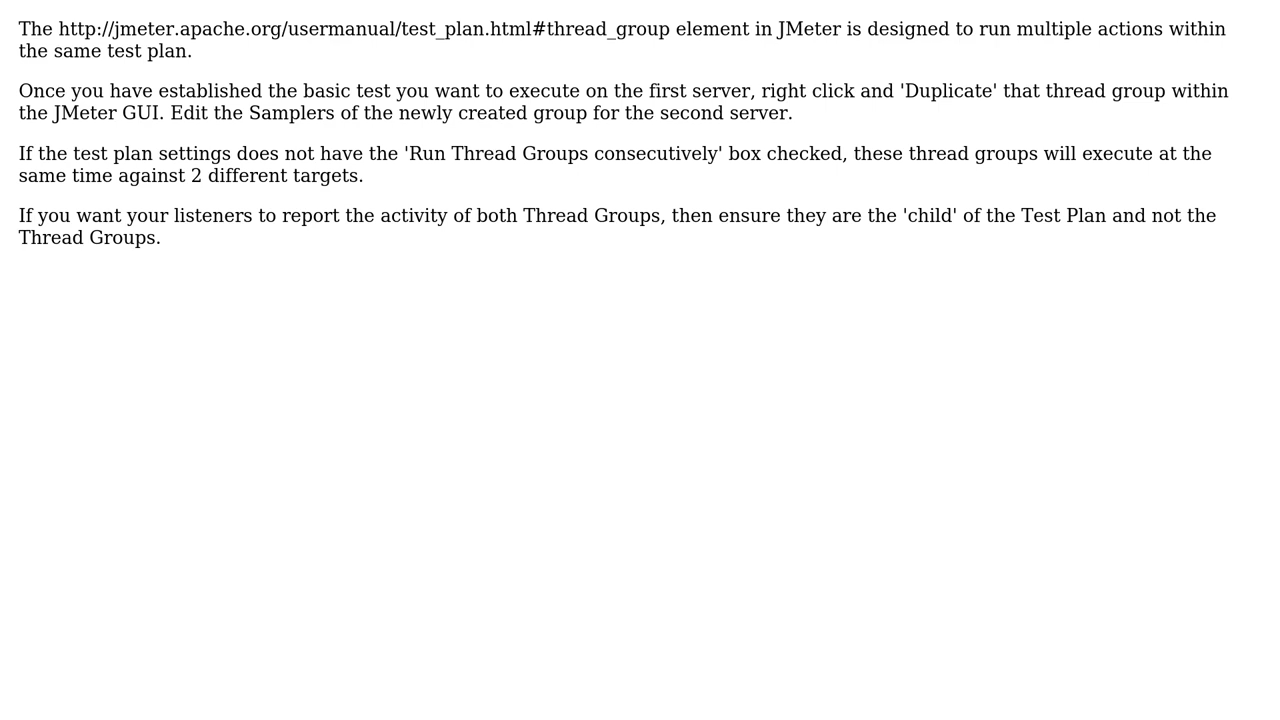 The http://jmeter.apache.org/usermanual/test_plan.html#thread_group element in JMeter is designed to run multiple actions within
the same test plan.
Once you have established the basic test you want to execute on the first server, right click and 'Duplicate' that thread group within
the JMeter GUI. Edit the Samplers of the newly created group for the second server.
If the test plan settings does not have the 'Run Thread Groups consecutively' box checked, these thread groups will execute at the
same time against 2 different targets.
If you want your listeners to report the activity of both Thread Groups, then ensure they are the 'child' of the Test Plan and not the
Thread Groups.